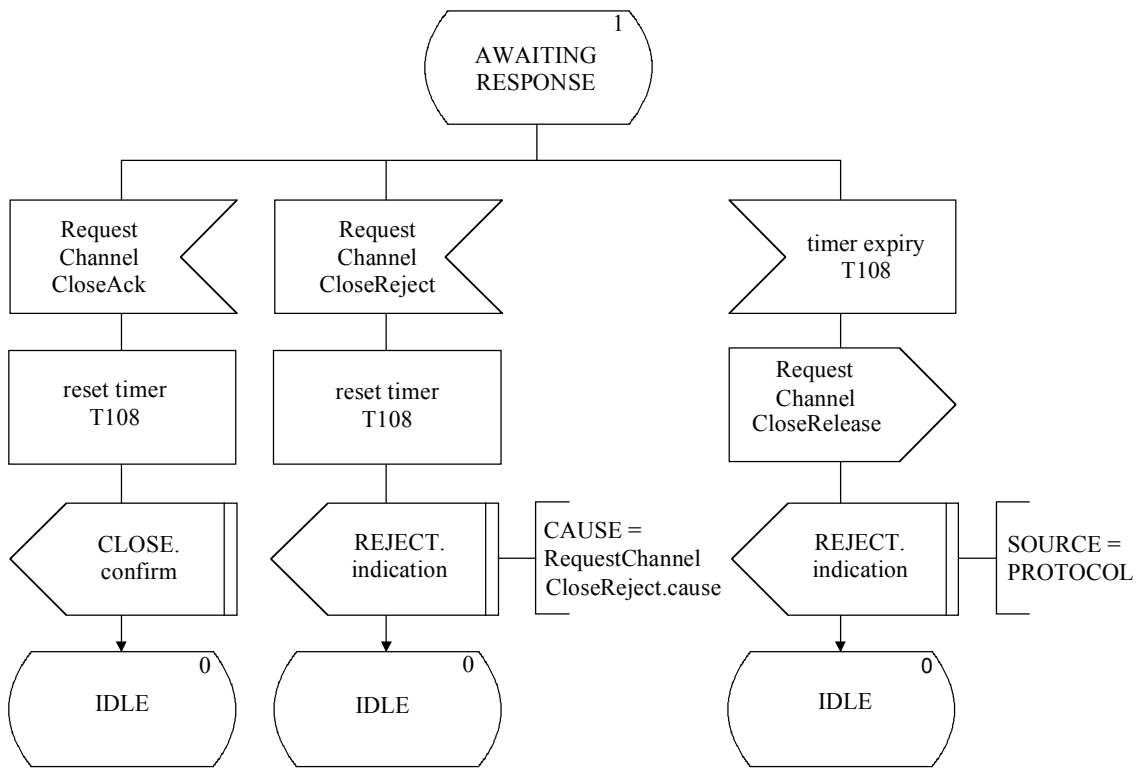 1
AWAITING
RESPONSE
Request
Channel
CloseAck
Request
Channel
CloseReject
timer expiry
T108
reset timer
T108
reset timer
T108
Request
Channel
CloseRelease
CLOSE.
confirm
REJECT.
indication
CAUSE =
RequestChannel
CloseReject.cause
REJECT.
indication
SOURCE =
PROTOCOL
0
IDLE
0
IDLE
0
IDLE